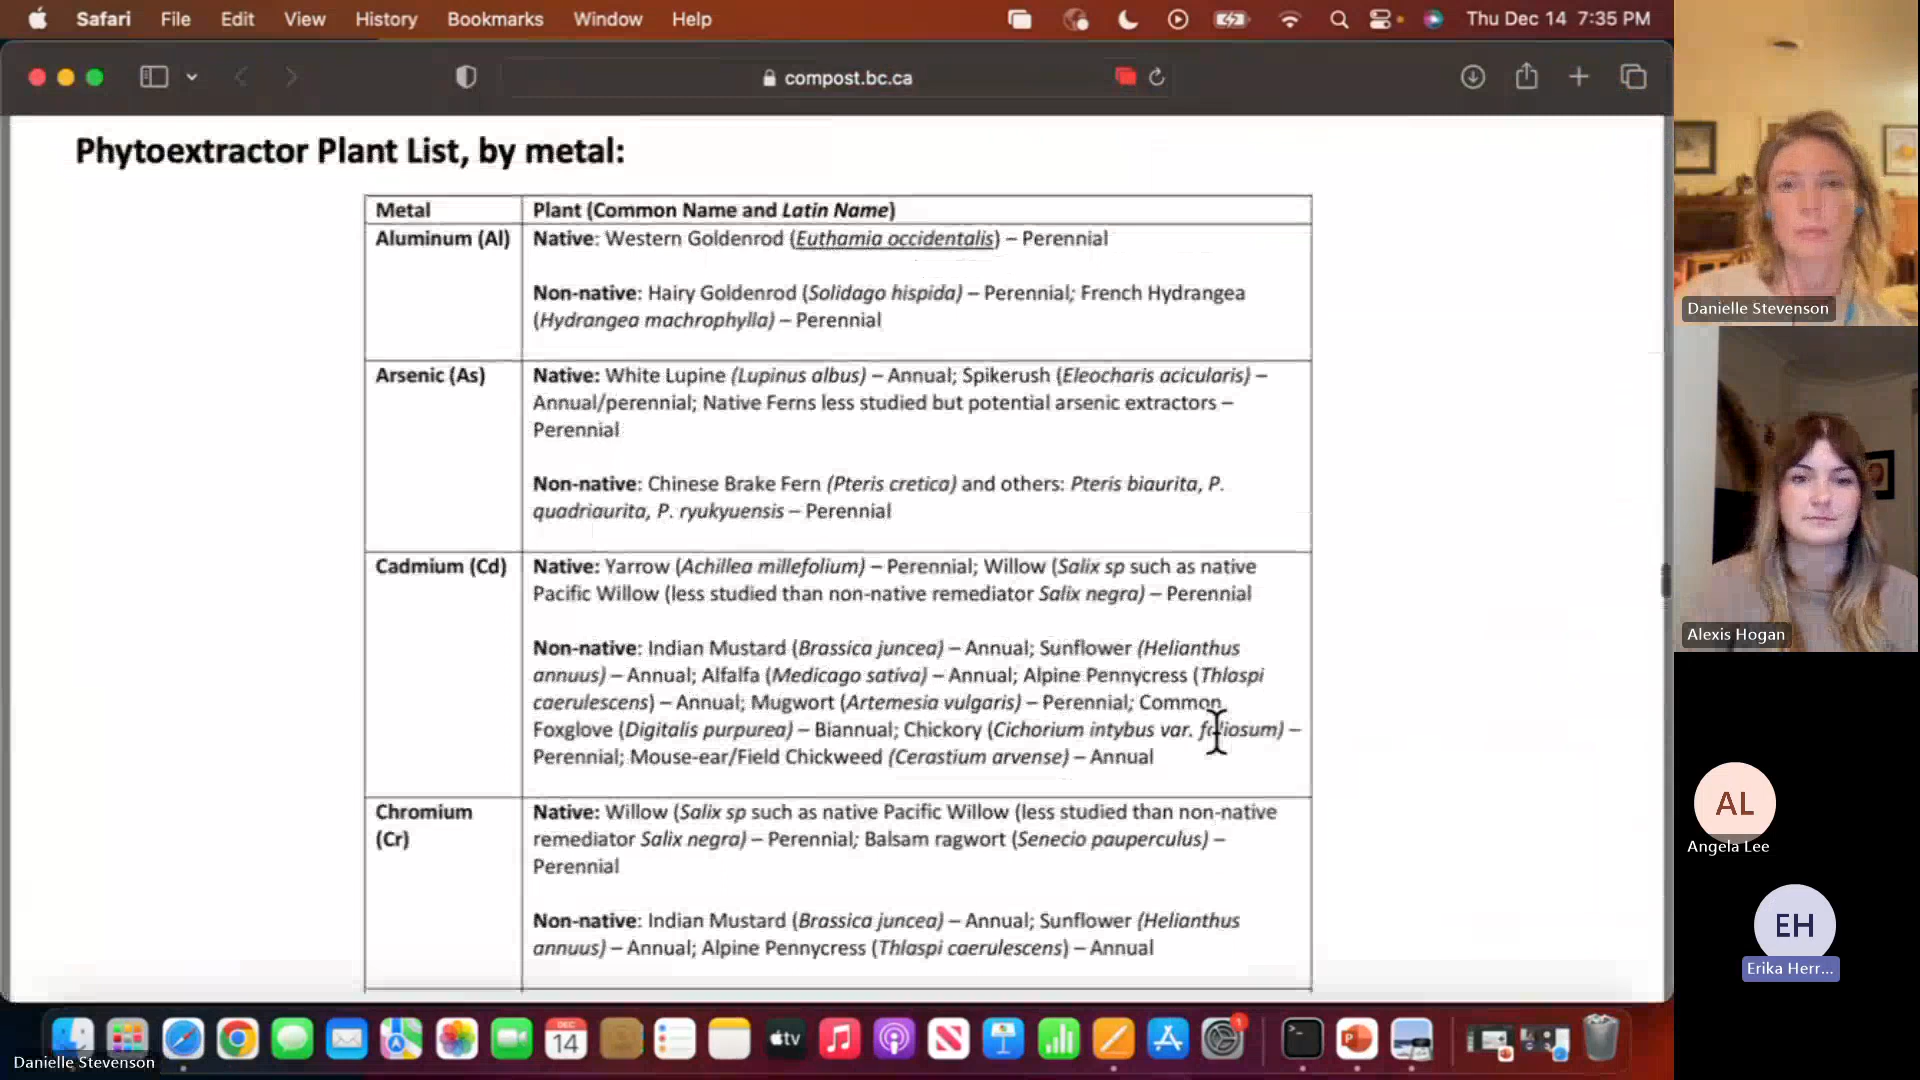 Safari File Edit View History Bookmarks Window Help Thu Dec 14 7:35 PM
compost.bc.ca
Phytoextractor Plant List, by metal:
Metal Plant (Common Name and Latin Name)
Aluminum (Al) Native: Western Goldenrod (Euthamia occidentalis) – Perennial
Non-native: Hairy Goldenrod (Solidago hispida) – Perennial; French Hydrangea
(Hydrangea machrophylla) – Perennial
Arsenic (As) Native: White Lupine (Lupinus albus) – Annual; Spikerush (Eleocharis acicularis) –
Annual/perennial; Native Ferns less studied but potential arsenic extractors –
Perennial
Non-native: Chinese Brake Fern (Pteris cretica) and others: Pteris biaurita, P.
quadriaurita, P. ryukyuensis – Perennial
Cadmium (Cd) Native: Yarrow (Achillea millefolium) – Perennial; Willow (Salix sp such as native
Pacific Willow (less studied than non-native remediator Salix negra) – Perennial
Non-native: Indian Mustard (Brassica juncea) – Annual; Sunflower (Helianthus
annuus) – Annual; Alfalfa (Medicago sativa) – Annual; Alpine Pennycress (Thlaspi
caerulescens) – Annual; Mugwort (Artemesia vulgaris) – Perennial; Common
Foxglove (Digitalis purpurea) – Biannual; Chickory (Cichorium intybus var. foliosum) –
Perennial; Mouse-ear/Field Chickweed (Cerastium arvense) – Annual
Chromium
(Cr)
Native: Willow (Salix sp such as native Pacific Willow (less studied than non-native
remediator Salix negra) – Perennial; Balsam ragwort (Senecio pauperculus) –
Perennial
Non-native: Indian Mustard (Brassica juncea) – Annual; Sunflower (Helianthus
annuus) – Annual; Alpine Pennycress (Thlaspi caerulescens) – Annual
DEC
14
tv
1
Danielle Stevenson
Danielle Stevenson
Alexis Hogan
AL
Angela Lee
EH
Erika Herr...